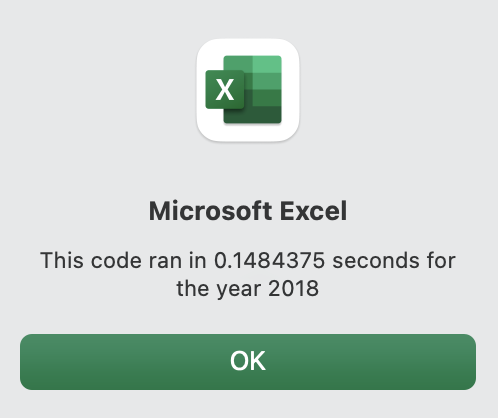 X
Microsoft Excel
This code ran in 0.1484375 seconds for
the year 2018
OK